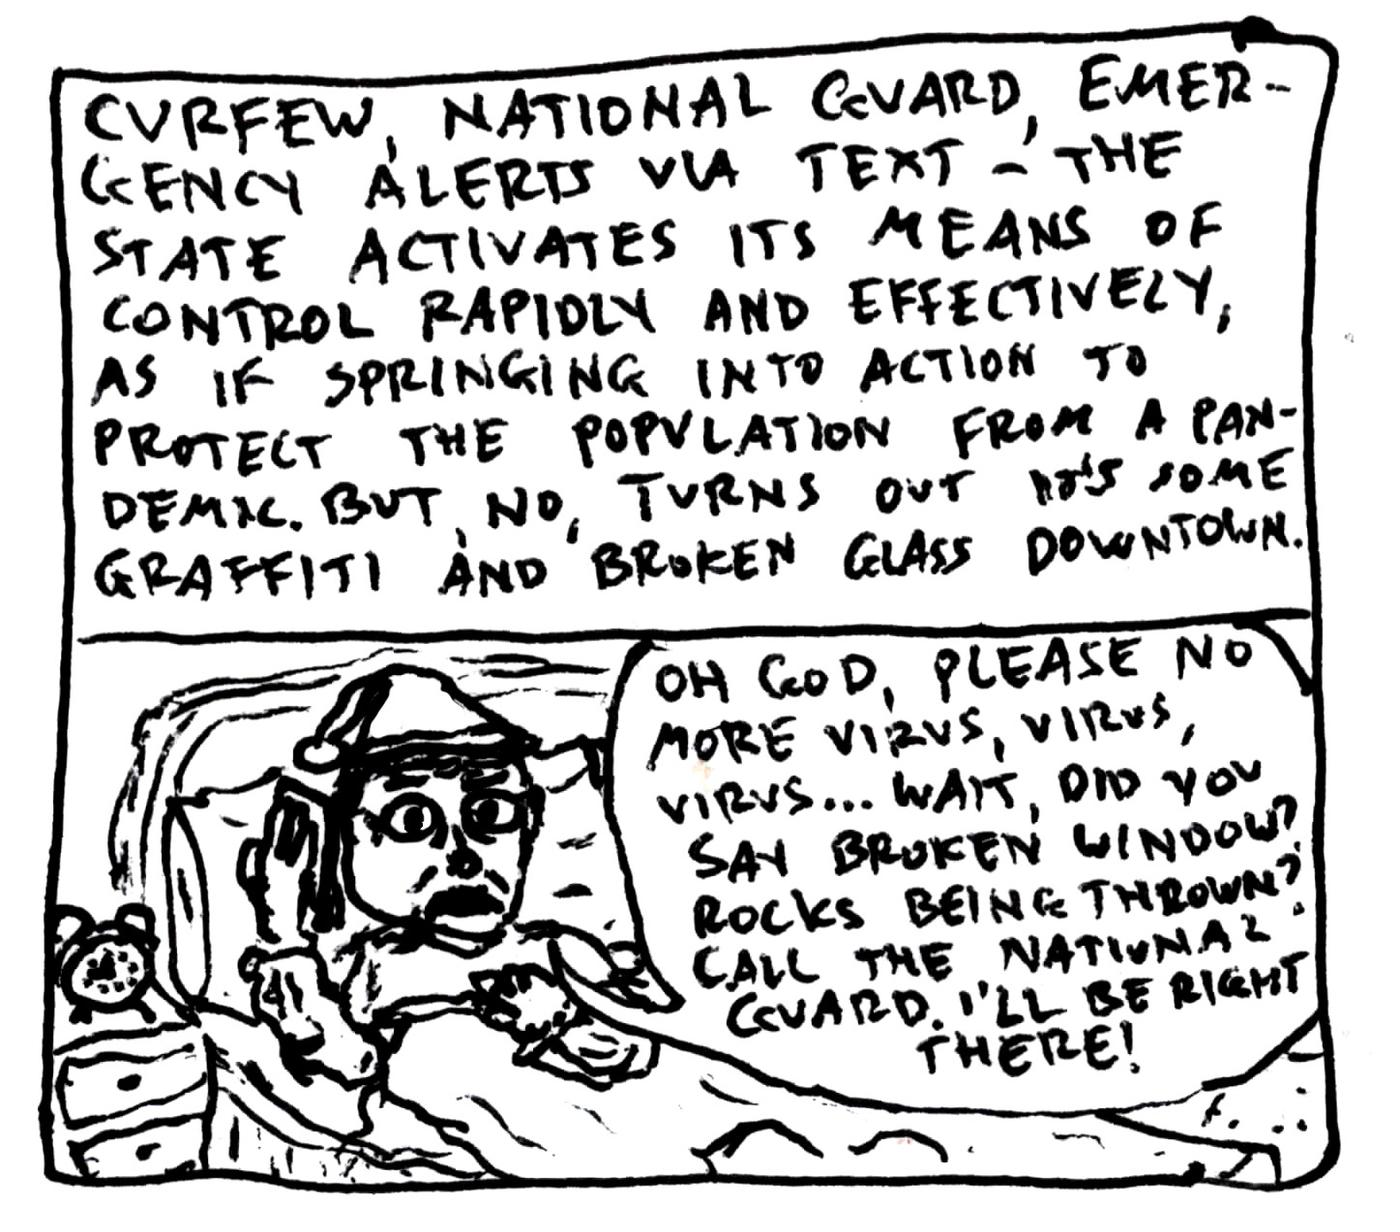 CURFEW, NATIONAL GUARD, EMER-
GENCY ALERTS VIA TEXT - THE
STATE ACTIVATES ITS MEANS OF
CONTROL RAPIDLY AND EFFECTIVELY,
AS IF SPRINGING INTO ACTION TO
PROTECT THE POPULATION FROM A PAN-
DEMIC. BUT, NO, TURNS OUT IT'S SOME
GRAFFITI AND BROKEN GLASS DOWNTOWN.
OH GOD, PLEASE NO
MORE VIRUS, VIRUS,
VIRUS... WAIT, DID YOU
SAY BROKEN WINDOW?
ROCKS BEING THROWN?
CALL THE NATIONAL
GUARD. I'LL BE RIGHT
THERE!